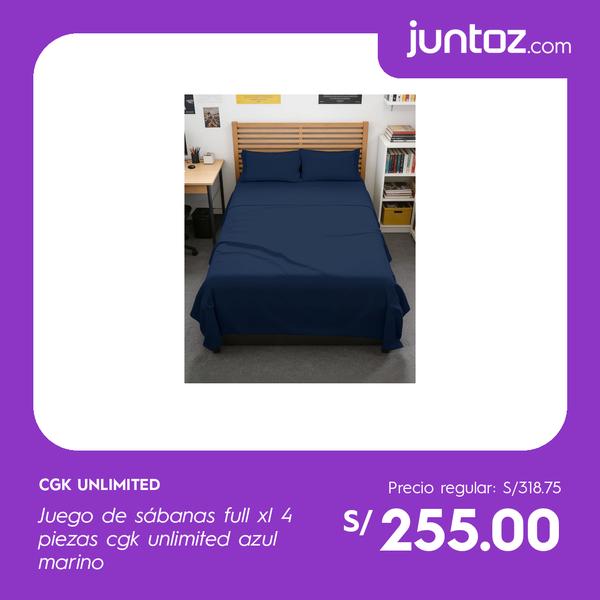 juntoz.com
CGK UNLIMITED
Juego de sábanas full xl 4
piezas cgk unlimited azul
marino
Precio regular: S/318.75
S/ 255.00